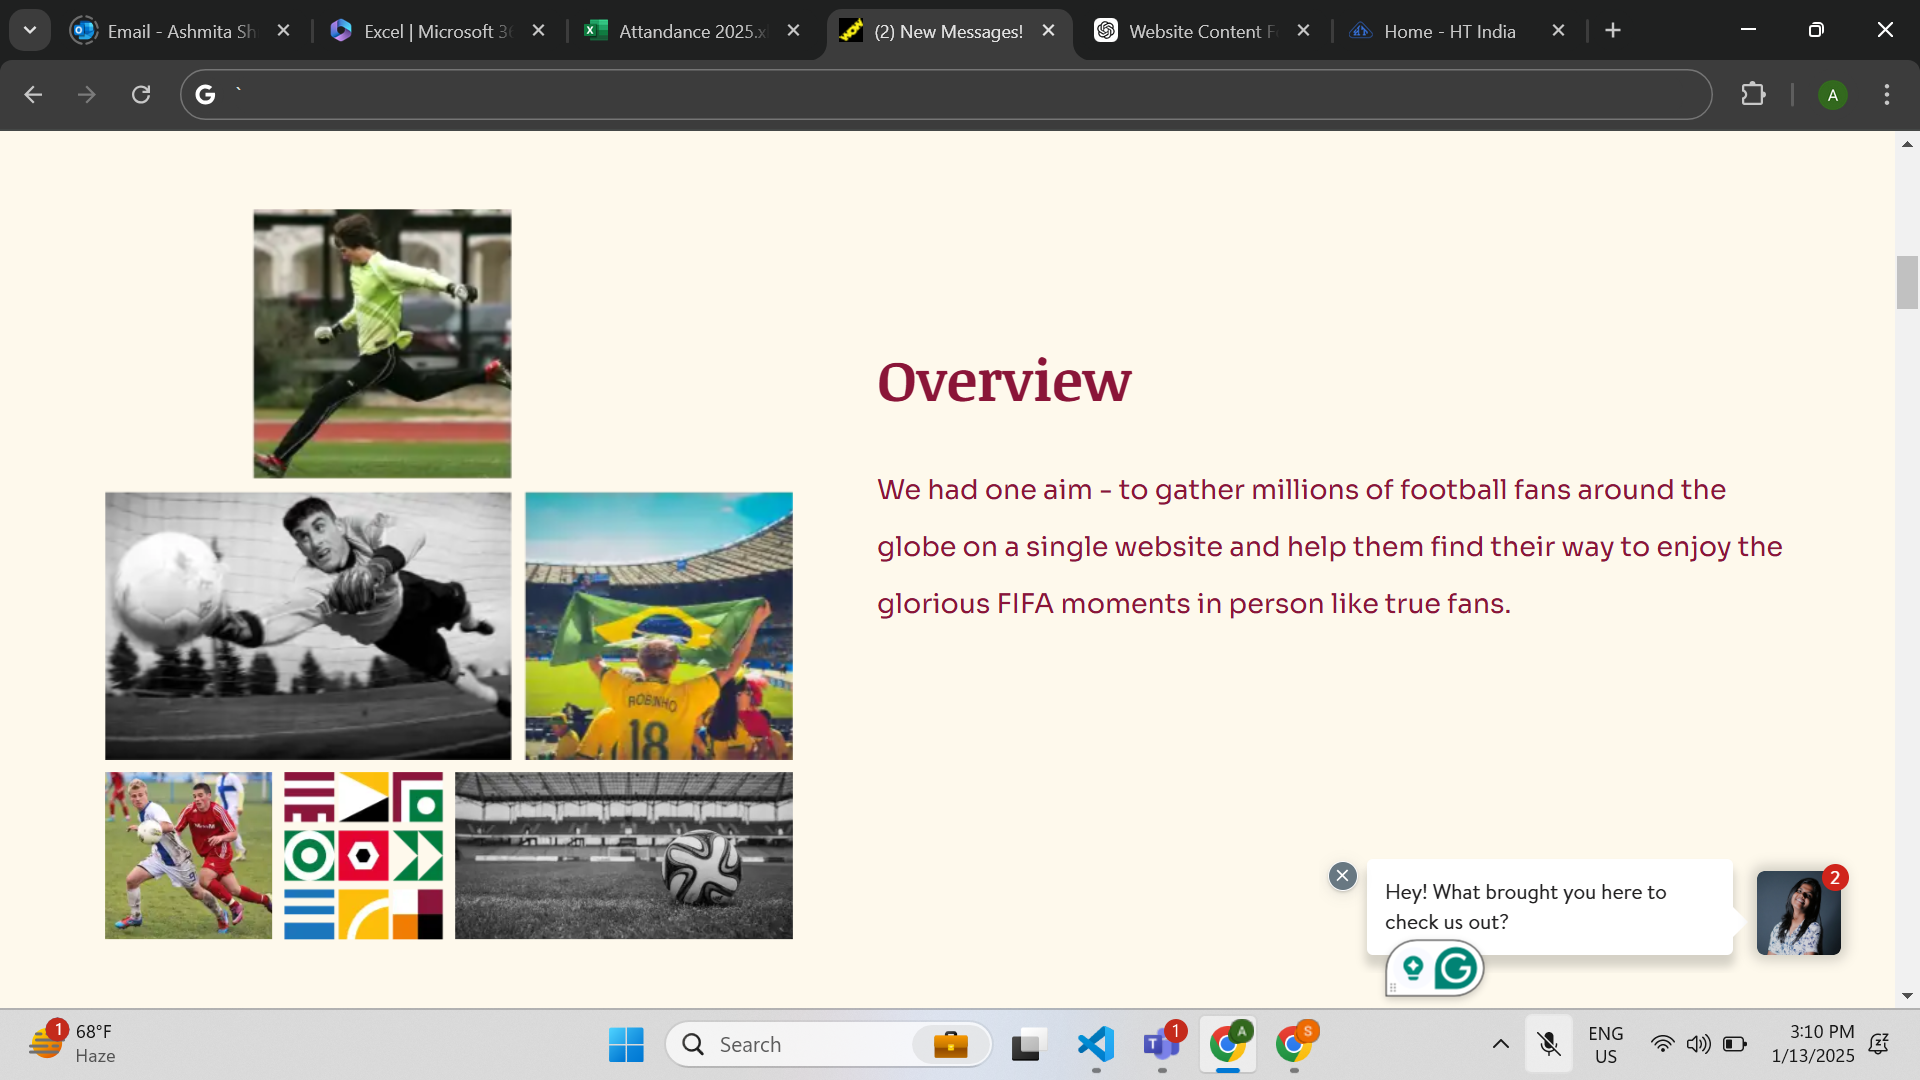 Email - Ashmita Sh
Excel | Microsoft 36
Attandance 2025.x
(2) New Messages!
Website Content F
Home - HT India
`
A
Overview
We had one aim - to gather millions of football fans around the
globe on a single website and help them find their way to enjoy the
glorious FIFA moments in person like true fans.
ROBINHO
18
Hey! What brought you here to
check us out?
2
1
68°F
Haze
Search
1
A
S
ENG
US
3:10 PM
1/13/2025